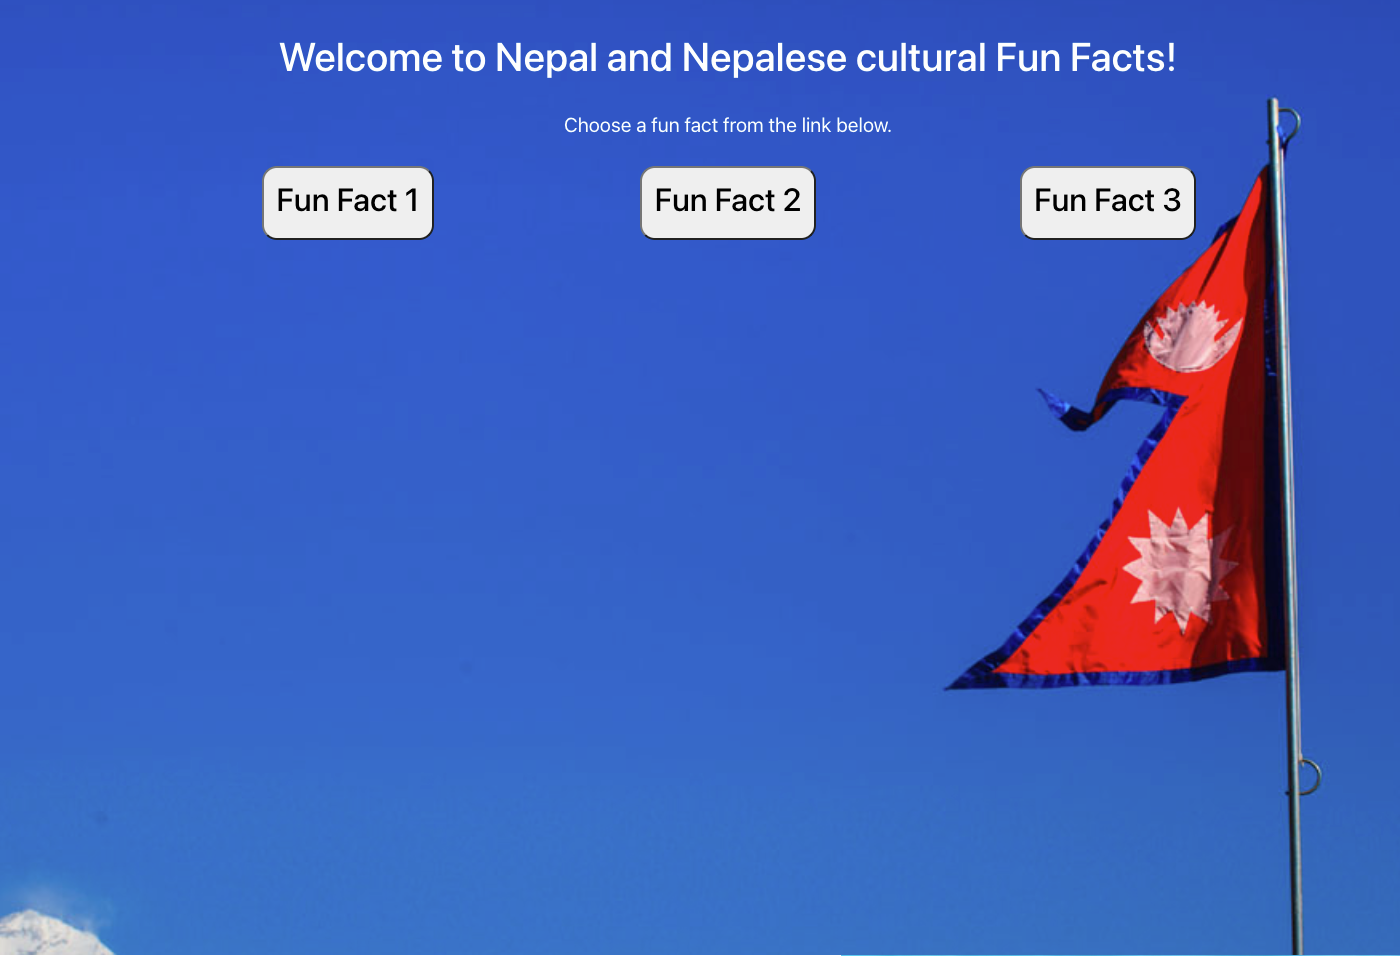 Welcome to Nepal and Nepalese cultural Fun Facts!
Choose a fun fact from the link below.
Fun Fact 1
Fun Fact 2
Fun Fact 3